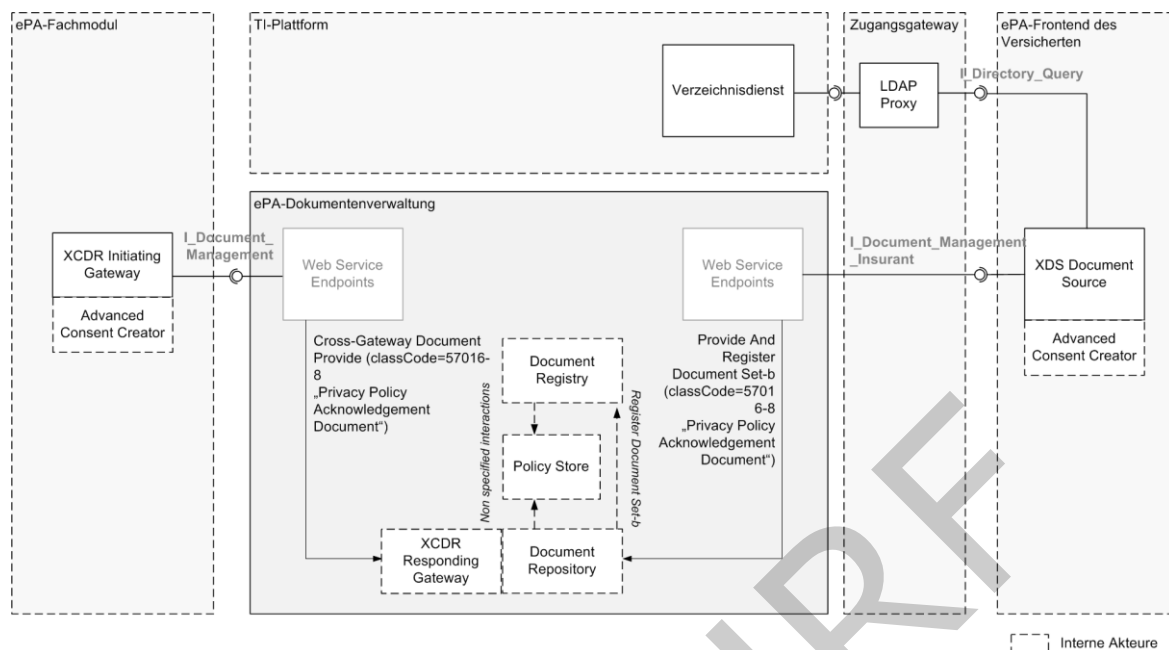 ePA-Fachmodul
TI-Plattform
Zugangsgateway
ePA-Frontend des
Versicherten
Verzeichnisdienst
LDAP
Proxy
I_Directory_Query
ePA-Dokumentenverwaltung
XCDR Initiating
Gateway
Advanced
Consent Creator
I_Document_
Management
Web Service
Endpoints
Web Service
Endpoints
I_Document_Management
_Insurant
XDS Document
Source
Advanced
Consent Creator
Cross-Gateway Document
Provide (classCode=57016-
8
„Privacy Policy
Acknowledgement
Document“)
Document
Registry
Policy Store
Non specified interactions
Register Document Set-b
Provide And
Register
Document Set-b
(classCode=5701
6-8
„Privacy Policy
Acknowledgement
Document“)
XCDR
Responding
Gateway
Document
Repository
Interne Akteure